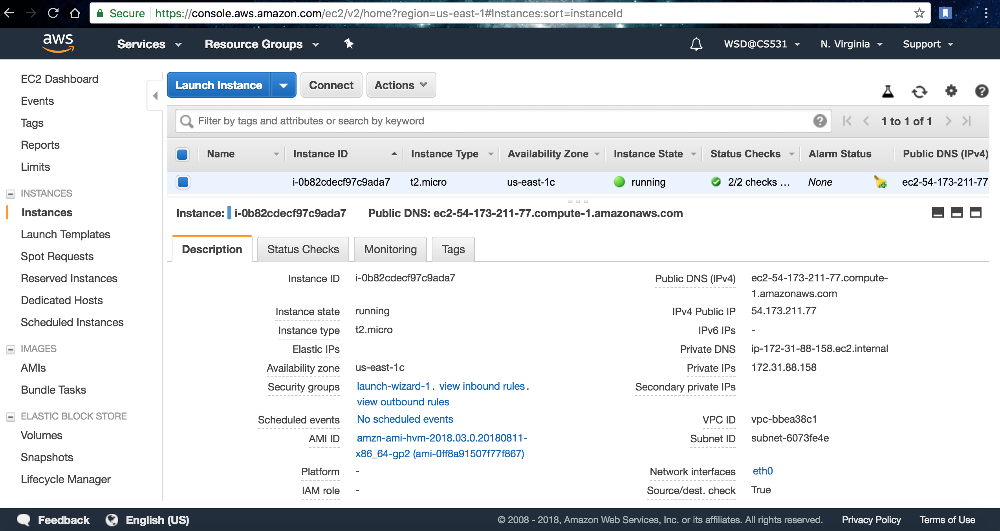 Secure https://console.aws.amazon.com/ec2/v2/home?region=us-east-1#Instances:sort=instanceId
aws Services Resource Groups WSD@CS531 N. Virginia Support
EC2 Dashboard
Events
Tags
Reports
Limits
INSTANCES
Instances
Launch Templates
Spot Requests
Reserved Instances
Dedicated Hosts
Scheduled Instances
IMAGES
AMIs
Bundle Tasks
ELASTIC BLOCK STORE
Volumes
Snapshots
Lifecycle Manager
Launch Instance Connect Actions
Filter by tags and attributes or search by keyword 1 to 1 of 1
Name Instance ID Instance Type Availability Zone Instance State Status Checks Alarm Status Public DNS (IPv4)
i-0b82cdecf97c9ada7 t2.micro us-east-1c running 2/2 checks ... None ec2-54-173-211-77.
Instance: i-0b82cdecf97c9ada7 Public DNS: ec2-54-173-211-77.compute-1.amazonaws.com
Description Status Checks Monitoring Tags
Instance ID i-0b82cdecf97c9ada7
Instance state running
Instance type t2.micro
Elastic IPs
Availability zone us-east-1c
Security groups launch-wizard-1. view inbound rules.
view outbound rules
Scheduled events No scheduled events
AMI ID amzn-ami-hvm-2018.03.0.20180811-
x86_64-gp2 (ami-0ff8a91507f77f867)
Platform -
IAM role -
Public DNS (IPv4) ec2-54-173-211-77.compute-
1.amazonaws.com
IPv4 Public IP 54.173.211.77
IPv6 IPs -
Private DNS ip-172-31-88-158.ec2.internal
Private IPs 172.31.88.158
Secondary private IPs
VPC ID vpc-bbea38c1
Subnet ID subnet-6073fe4e
Network interfaces eth0
Source/dest. check True
Feedback English (US) © 2008 - 2018, Amazon Web Services, Inc. or its affiliates. All rights reserved. Privacy Policy Terms of Use